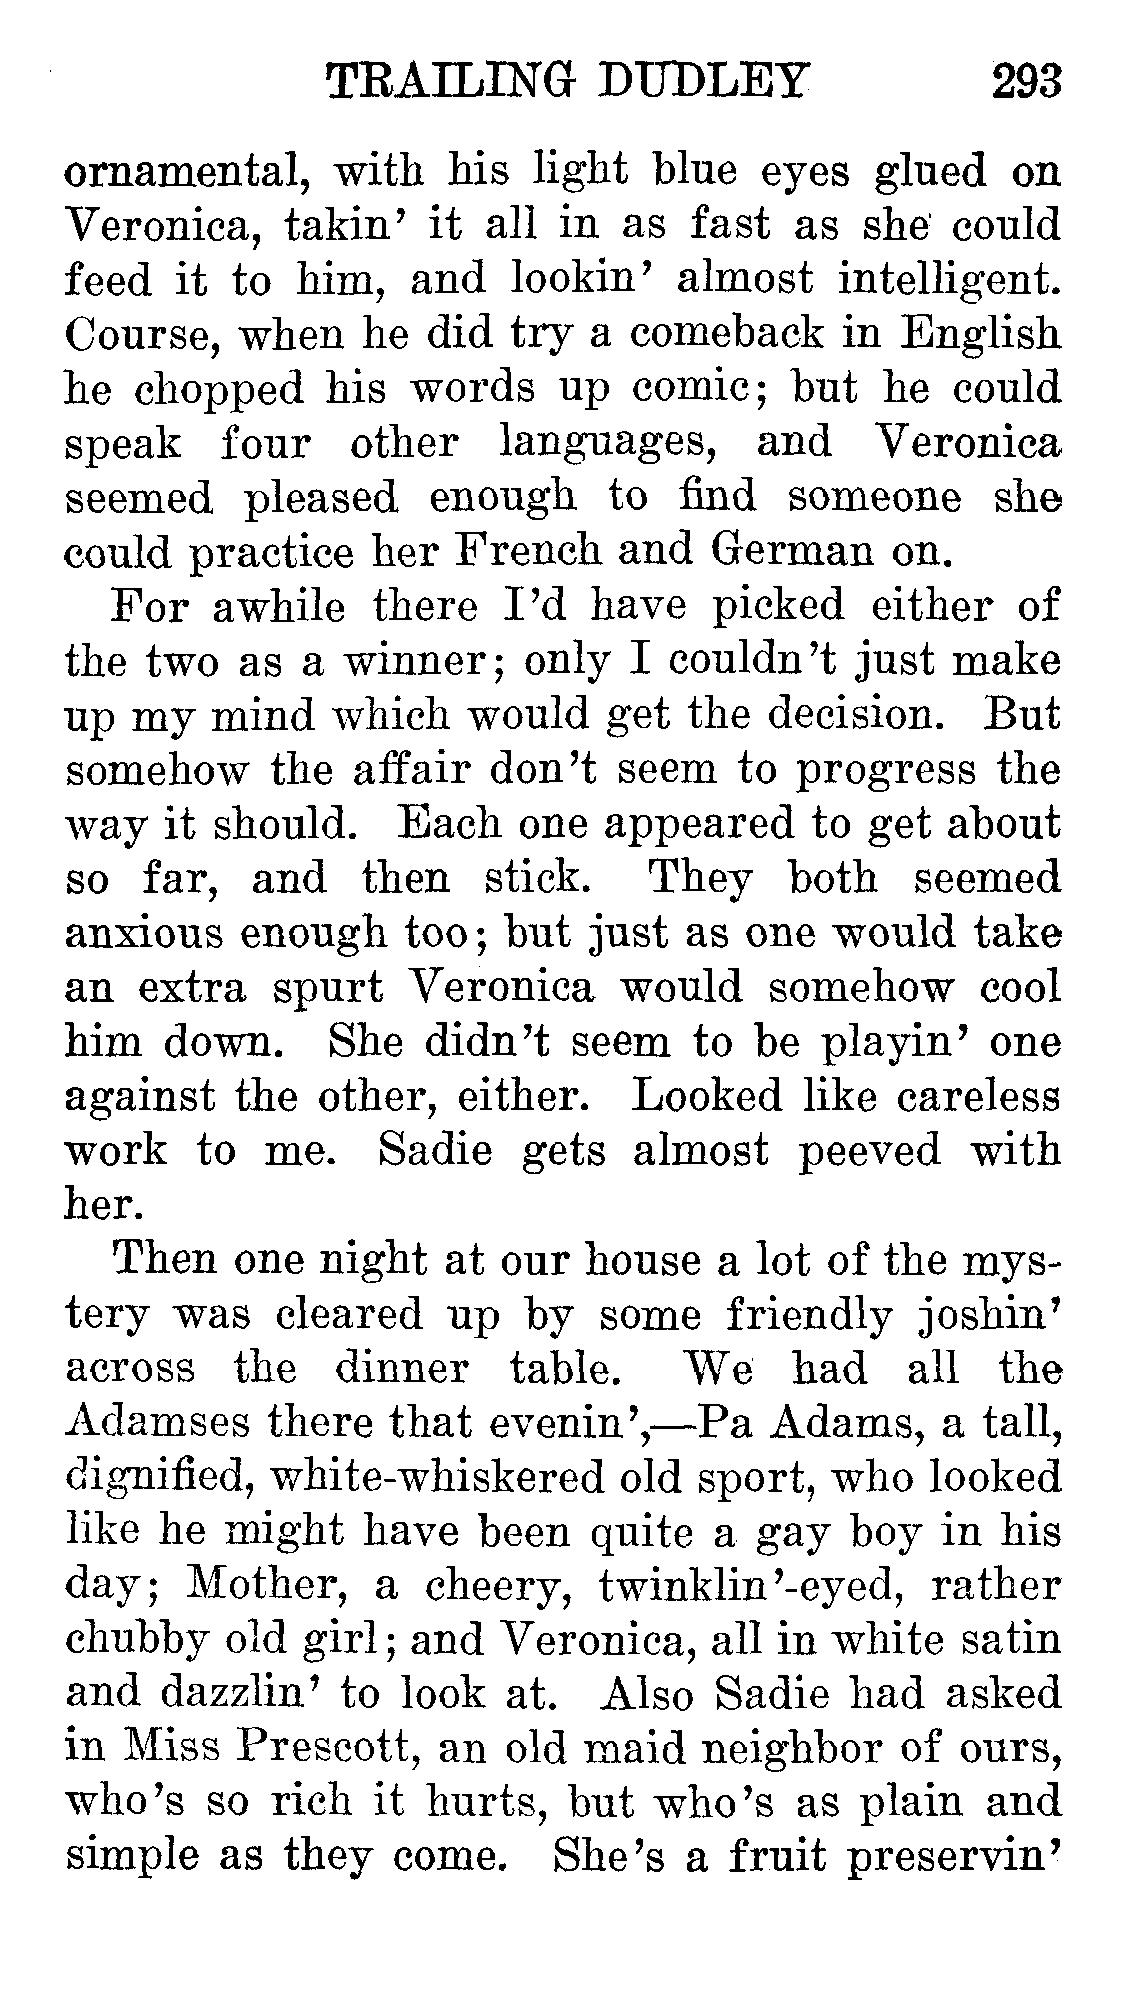 TRAILING DUDLEY 293
ornamental, with his light blue eyes glued on
Veronica, takin' it all in as fast as she could
feed it to him, and lookin' almost intelligent.
Course, when he did try a comeback in English
he chopped his words up comic; but he could
speak four other languages, and Veronica
seemed pleased enough to find someone she
could practice her French and German on.
For awhile there I'd have picked either of
the two as a winner; only I couldn't just make
up my mind which would get the decision. But
somehow the affair don't seem to progress the
way it should. Each one appeared to get about
so far, and then stick. They both seemed
anxious enough too; but just as one would take
an extra spurt Veronica would somehow cool
him down. She didn't seem to be playin' one
against the other, either. Looked like careless
work to me. Sadie gets almost peeved with
her.
Then one night at our house a lot of the mys-
tery was cleared up by some friendly joshin'
across the dinner table. We had all the
Adamses there that evenin',—Pa Adams, a tall,
dignified, white-whiskered old sport, who looked
like he might have been quite a gay boy in his
day; Mother, a cheery, twinklin'-eyed, rather
chubby old girl; and Veronica, all in white satin
and dazzlin' to look at. Also Sadie had asked
in Miss Prescott, an old maid neighbor of ours,
who's so rich it hurts, but who's as plain and
simple as they come. She's a fruit preservin'